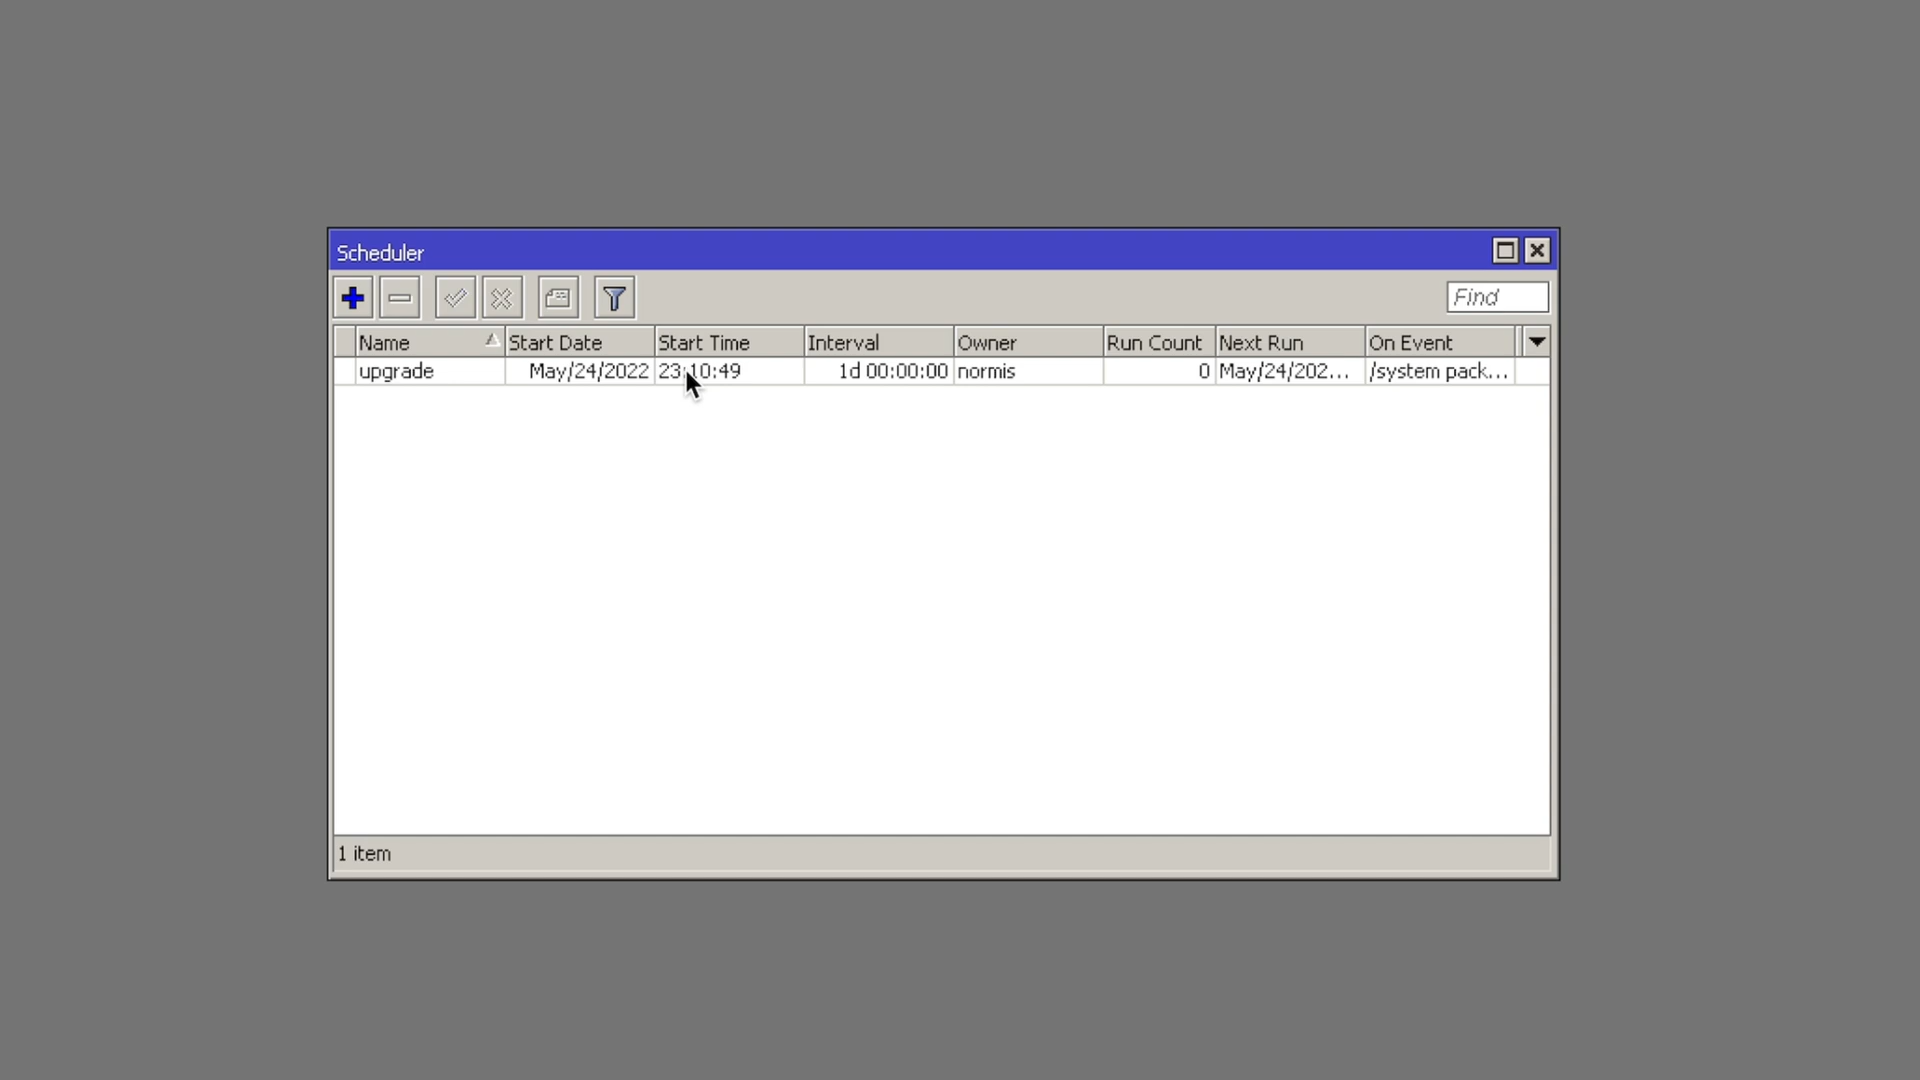 Scheduler
Find
Name Start Date Start Time Interval Owner Run Count Next Run On Event
upgrade May/24/2022 23:10:49 1d 00:00:00 normis 0 May/24/202... /system pack...
1 item